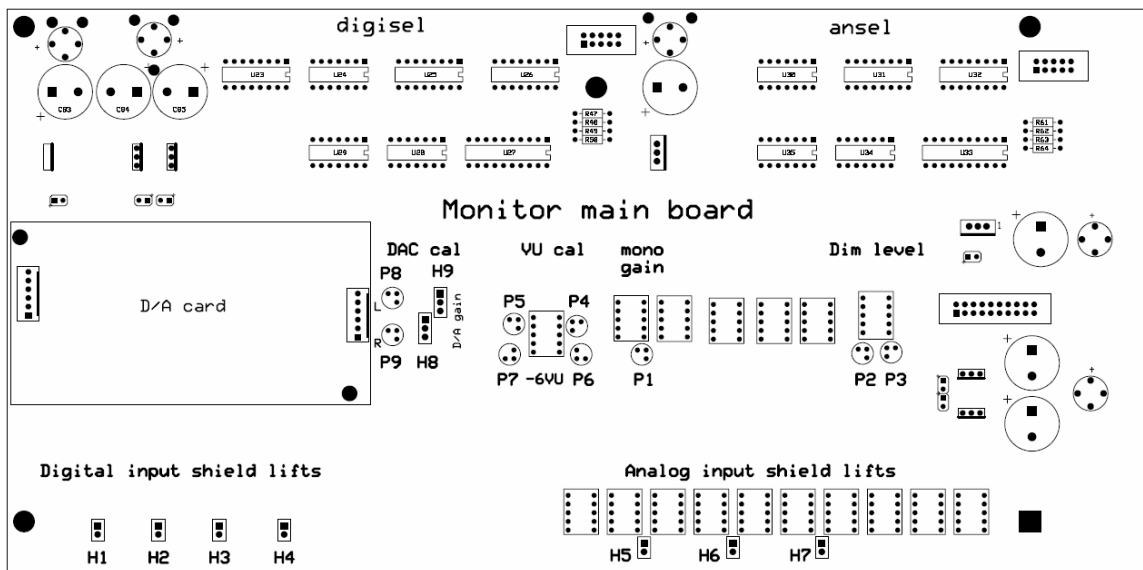 digisel
ansel
U23 U24 U25 U26
U30 U31 U32
C83 C84 C85
R47
R48
R49
R50
R61
R62
R63
R64
U29 U28 U27
U35 U34 U33
Monitor main board
1
DAC cal
VU cal
mono
gain
Dim level
P8
H9
D/A card
L
D/A gain
P5
P4
R
P9
H8
P7
-6VU
P6
P1
P2
P3
Digital input shield lifts
Analog input shield lifts
H1
H2
H3
H4
H5
H6
H7